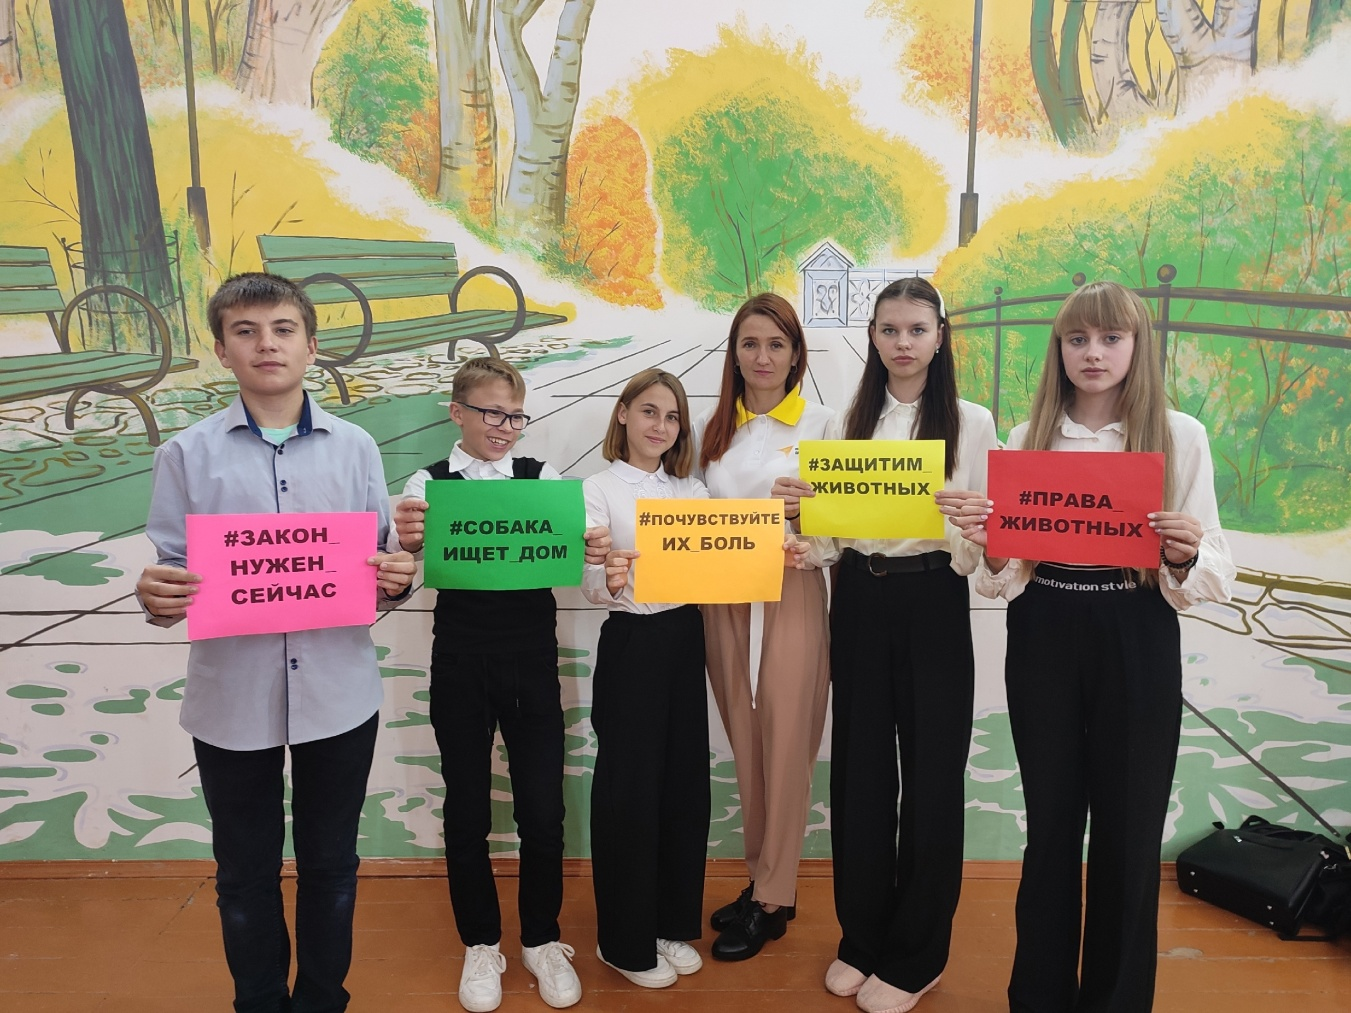 #ЗАКОН_
НУЖЕН_
СЕЙЧАС
#СОБАКА_
ИЩЕТ_ДОМ
#ПОЧУВСТВУЙТЕ
ИХ_БОЛЬ
#ЗАЩИТИМ_
ЖИВОТНЫХ
#ПРАВА_
ЖИВОТНЫХ
motivation style